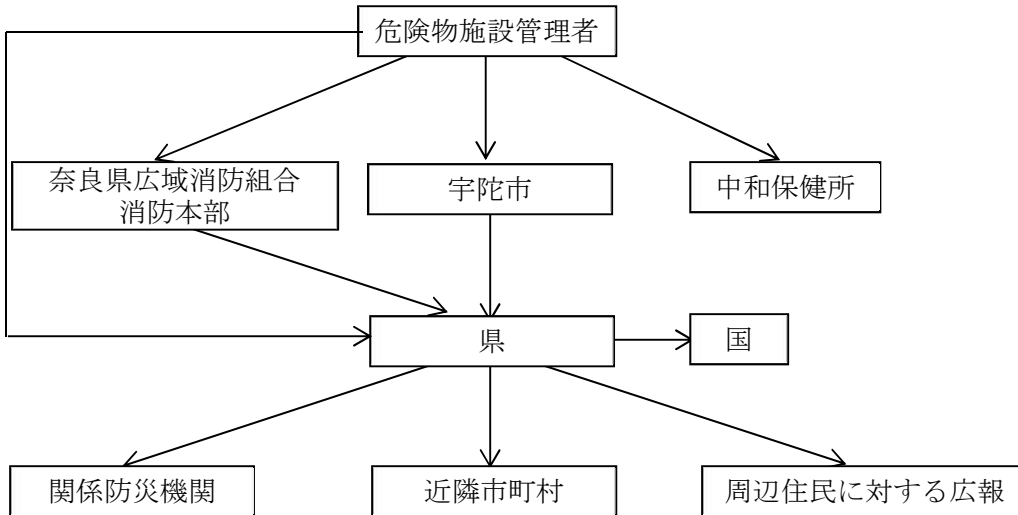 危険物施設管理者
奈良県広域消防組合
消防本部
宇陀市
中和保健所
県
国
関係防災機関
近隣市町村
周辺住民に対する広報